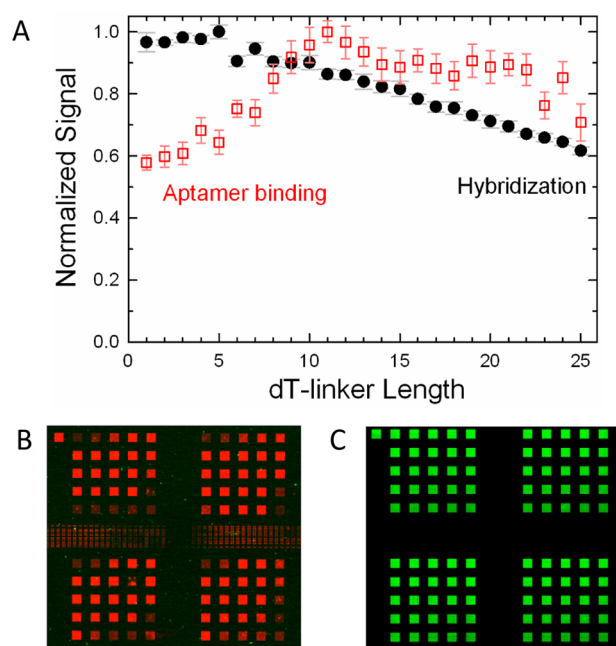 A
1.0
0.8
0.6
0.4
0.2
0.0
Normalized Signal
Aptamer binding
Hybridization
0 5 10 15 20 25
dT-linker Length
B
C